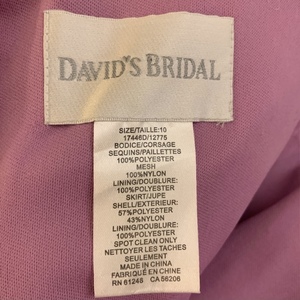 DAVID'S BRIDAL
SIZE/TAILLE:10
17446D/12775
BODICE/CORSAGE
SEQUINS/PAILLETTES
100%POLYESTER
MESH
100%NYLON
LINING/DOUBLURE:
100%POLYESTER
SKIRT/JUPE
SHELL/EXTERIEUR:
57%POLYESTER
43%NYLON
LINING/DOUBLURE:
100%POLYESTER
SPOT CLEAN ONLY
NETTOYER LES TACHES
SEULEMENT
MADE IN CHINA
FABRIQUÉ EN CHINE
RN 81245 CA 56206